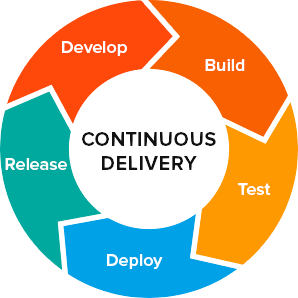 Develop
Build
CONTINUOUS
DELIVERY
Release
Test
Deploy